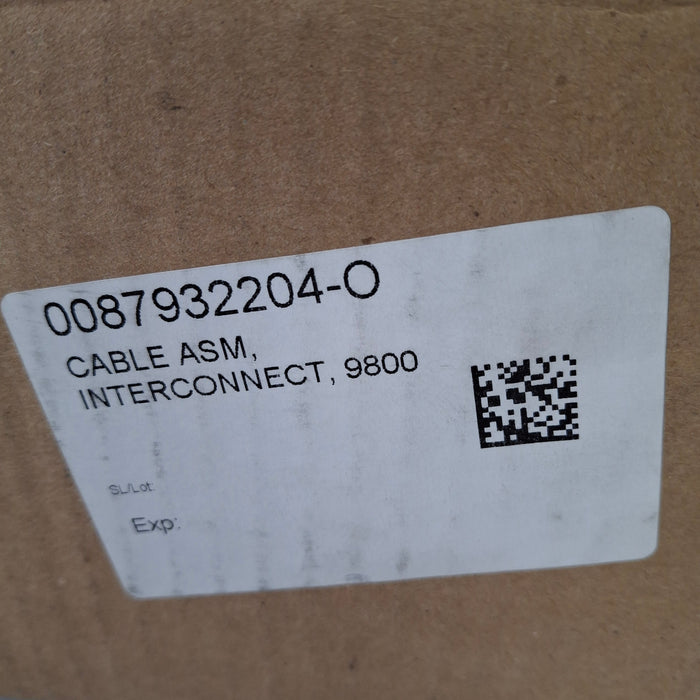 0087932204-O
CABLE ASM,
INTERCONNECT, 9800
SL/Lot:
Exp: